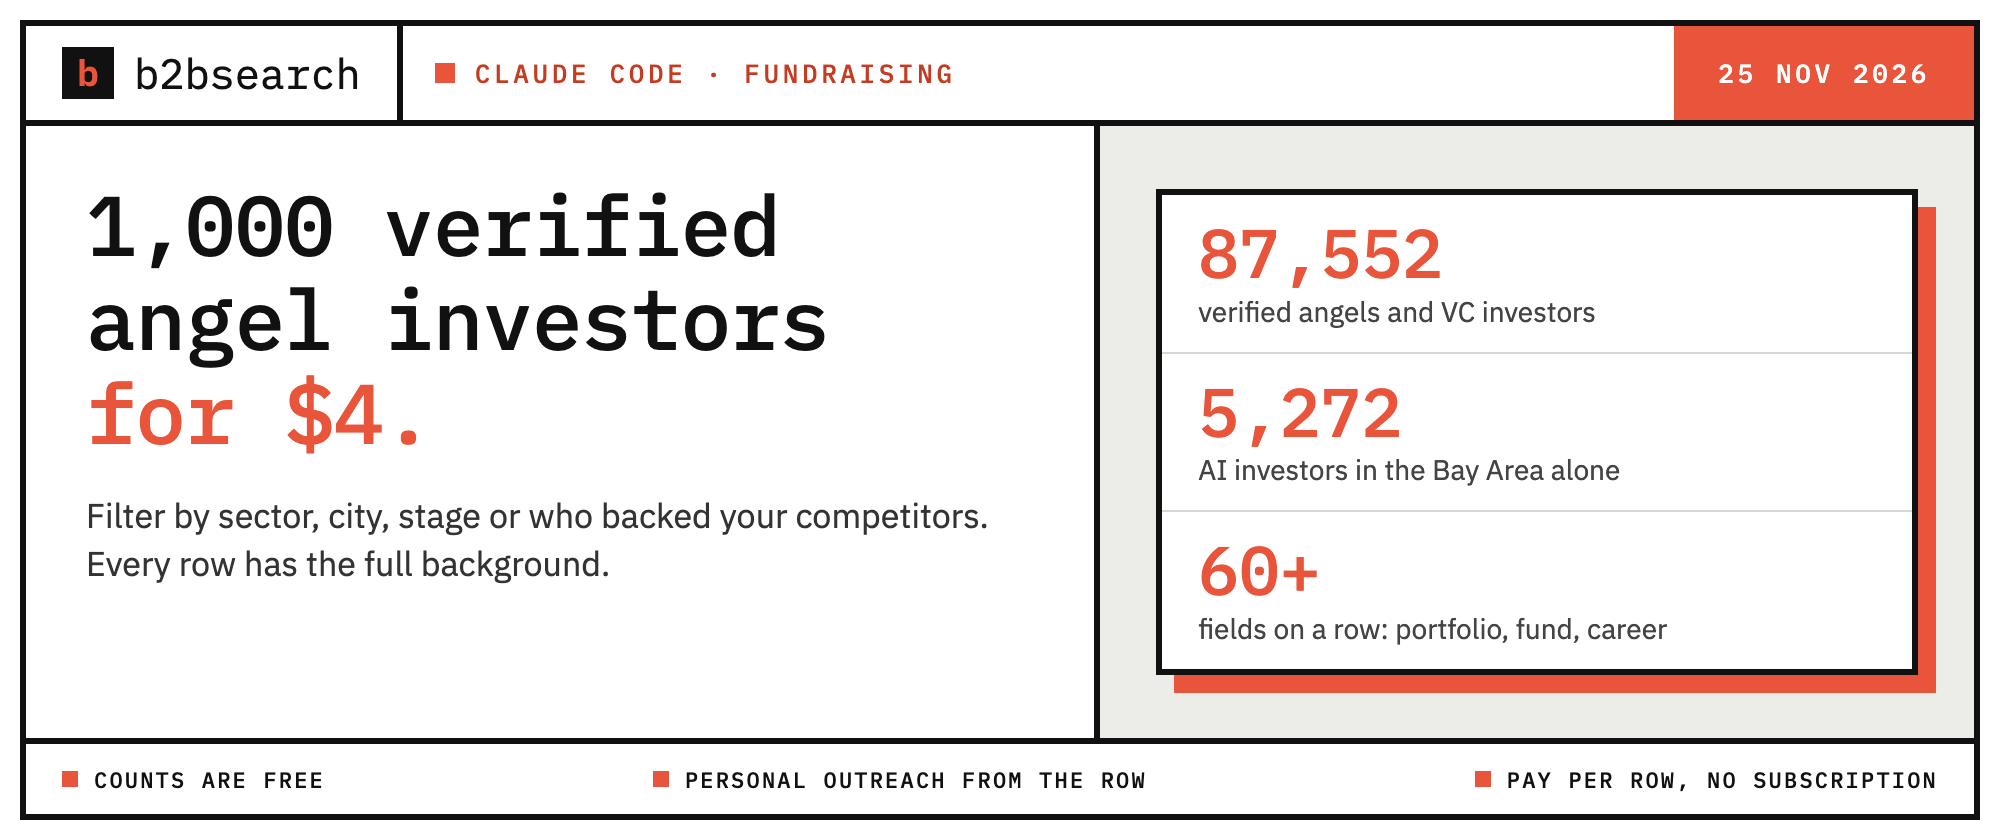 b b2bsearch
CLAUDE CODE · FUNDRAISING
25 NOV 2026
1,000 verified
angel investors
for $4.
Filter by sector, city, stage or who backed your competitors.
Every row has the full background.
87,552
verified angels and VC investors
5,272
AI investors in the Bay Area alone
60+
fields on a row: portfolio, fund, career
COUNTS ARE FREE
PERSONAL OUTREACH FROM THE ROW
PAY PER ROW, NO SUBSCRIPTION